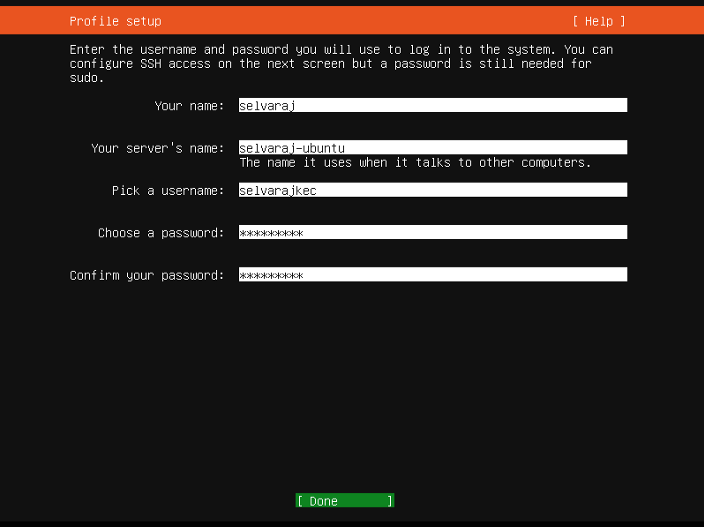 Profile setup [ Help ]
Enter the username and password you will use to log in to the system. You can
configure SSH access on the next screen but a password is still needed for
sudo.
Your name: selvaraj
Your server's name: selvaraj-ubuntu
The name it uses when it talks to other computers.
Pick a username: selvarajkec
Choose a password: *********
Confirm your password: *********
[ Done ]